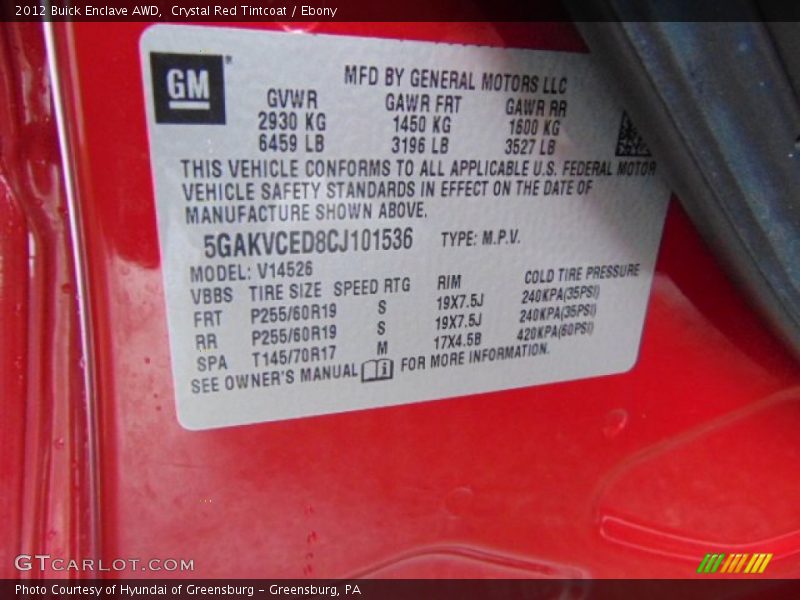 2012 Buick Enclave AWD, Crystal Red Tintcoat / Ebony
GM
MFD BY GENERAL MOTORS LLC
GVWR GAWR FRT GAWR RR
2930 KG 1450 KG 1600 KG
6459 LB 3196 LB 3527 LB
THIS VEHICLE CONFORMS TO ALL APPLICABLE U.S. FEDERAL MOTOR
VEHICLE SAFETY STANDARDS IN EFFECT ON THE DATE OF
MANUFACTURE SHOWN ABOVE.
5GAKVCED8CJ101536 TYPE: M.P.V.
MODEL: V14526
VBBS TIRE SIZE SPEED RTG RIM COLD TIRE PRESSURE
FRT P255/60R19 S 19X7.5J 240KPA(35PSI)
RR P255/60R19 S 19X7.5J 240KPA(35PSI)
SPA T145/70R17 M 17X4.5B 420KPA(60PSI)
SEE OWNER'S MANUAL i FOR MORE INFORMATION.
GTCARLOT.COM
Photo Courtesy of Hyundai of Greensburg – Greensburg, PA